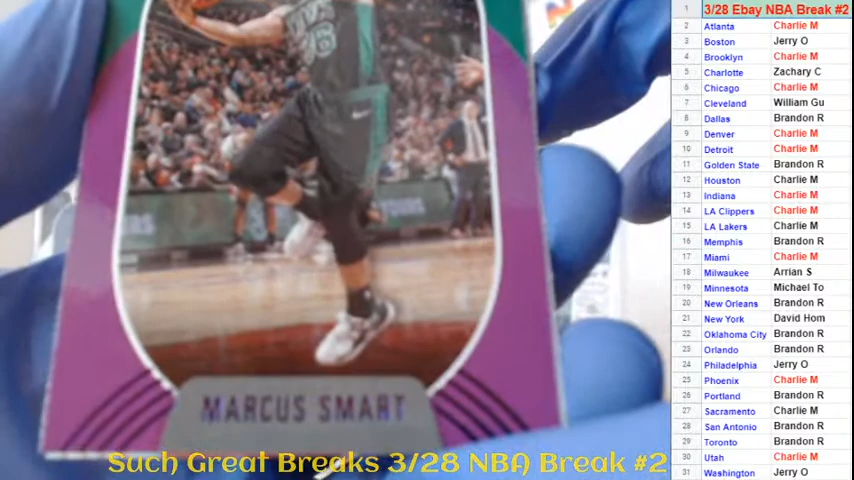 36
MARCUS SMART
Such Great Breaks 3/28 NBA Break #2
1 3/28 Ebay NBA Break #2
2 Atlanta Charlie M
3 Boston Jerry O
4 Brooklyn Charlie M
5 Charlotte Zachary C
6 Chicago Charlie M
7 Cleveland William Gu
8 Dallas Brandon R
9 Denver Charlie M
10 Detroit Charlie M
11 Golden State Brandon R
12 Houston Charlie M
13 Indiana Charlie M
14 LA Clippers Charlie M
15 LA Lakers Charlie M
16 Memphis Brandon R
17 Miami Charlie M
18 Milwaukee Arrian S
19 Minnesota Michael To
20 New Orleans Brandon R
21 New York David Hom
22 Oklahoma City Brandon R
23 Orlando Brandon R
24 Philadelphia Jerry O
25 Phoenix Charlie M
26 Portland Brandon R
27 Sacramento Charlie M
28 San Antonio Brandon R
29 Toronto Brandon R
30 Utah Charlie M
31 Washington Jerry O